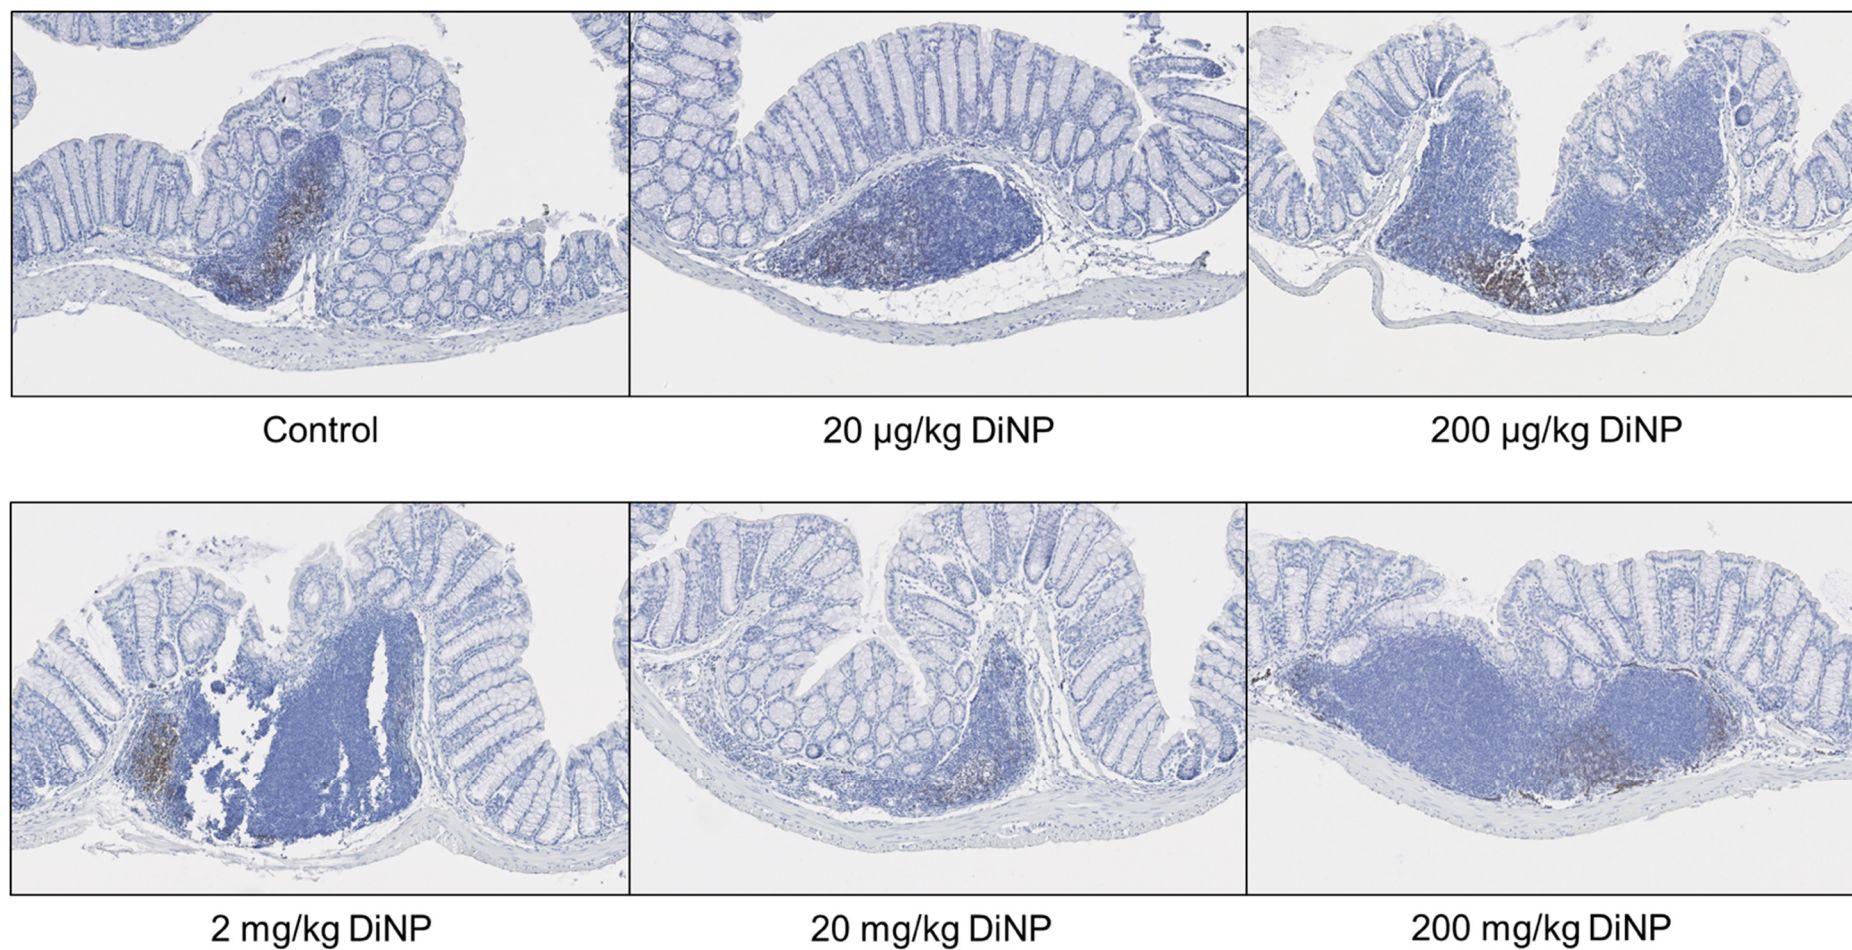 Control
20 µg/kg DiNP
200 µg/kg DiNP
2 mg/kg DiNP
20 mg/kg DiNP
200 mg/kg DiNP